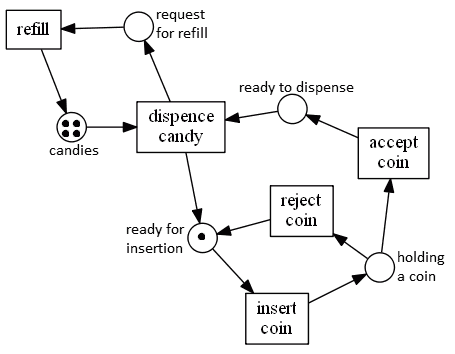 refill
request
for refill
candies
dispence
candy
ready to dispense
accept
coin
ready for
insertion
reject
coin
holding
a coin
insert
coin